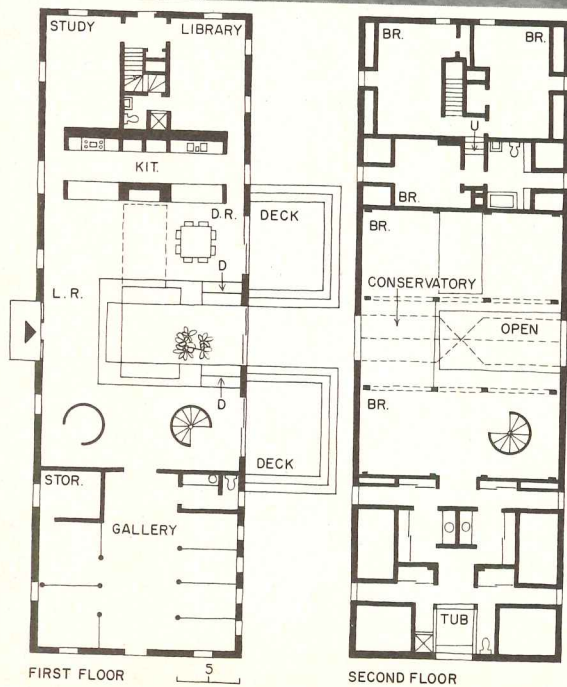 STUDY
LIBRARY
KIT.
D.R.
DECK
D
L.R.
D
DECK
STOR.
GALLERY
FIRST FLOOR
5
BR.
BR.
U
BR.
BR.
CONSERVATORY
OPEN
BR.
TUB
SECOND FLOOR